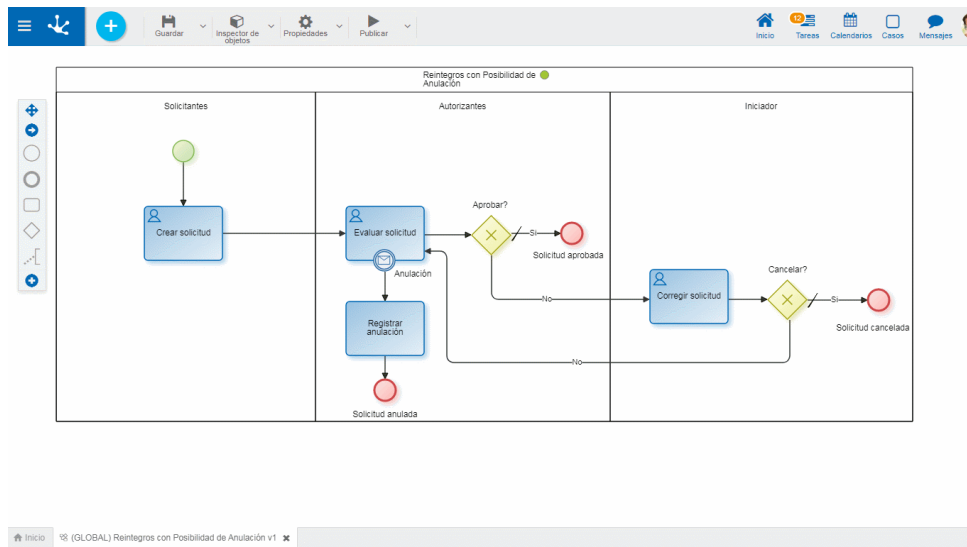 Guardar
Inspector de
objetos
Propiedades
Publicar
Inicio
12
Tareas
Calendarios
Casos
Mensajes
Reintegros con Posibilidad de
Anulación
Solicitantes
Autorizantes
Iniciador
Crear solicitud
Evaluar solicitud
Anulación
Aprobar?
Si
Solicitud aprobada
No
Registrar
anulación
Solicitud anulada
Corregir solicitud
Cancelar?
Si
Solicitud cancelada
No
Inicio
(GLOBAL) Reintegros con Posibilidad de Anulación v1